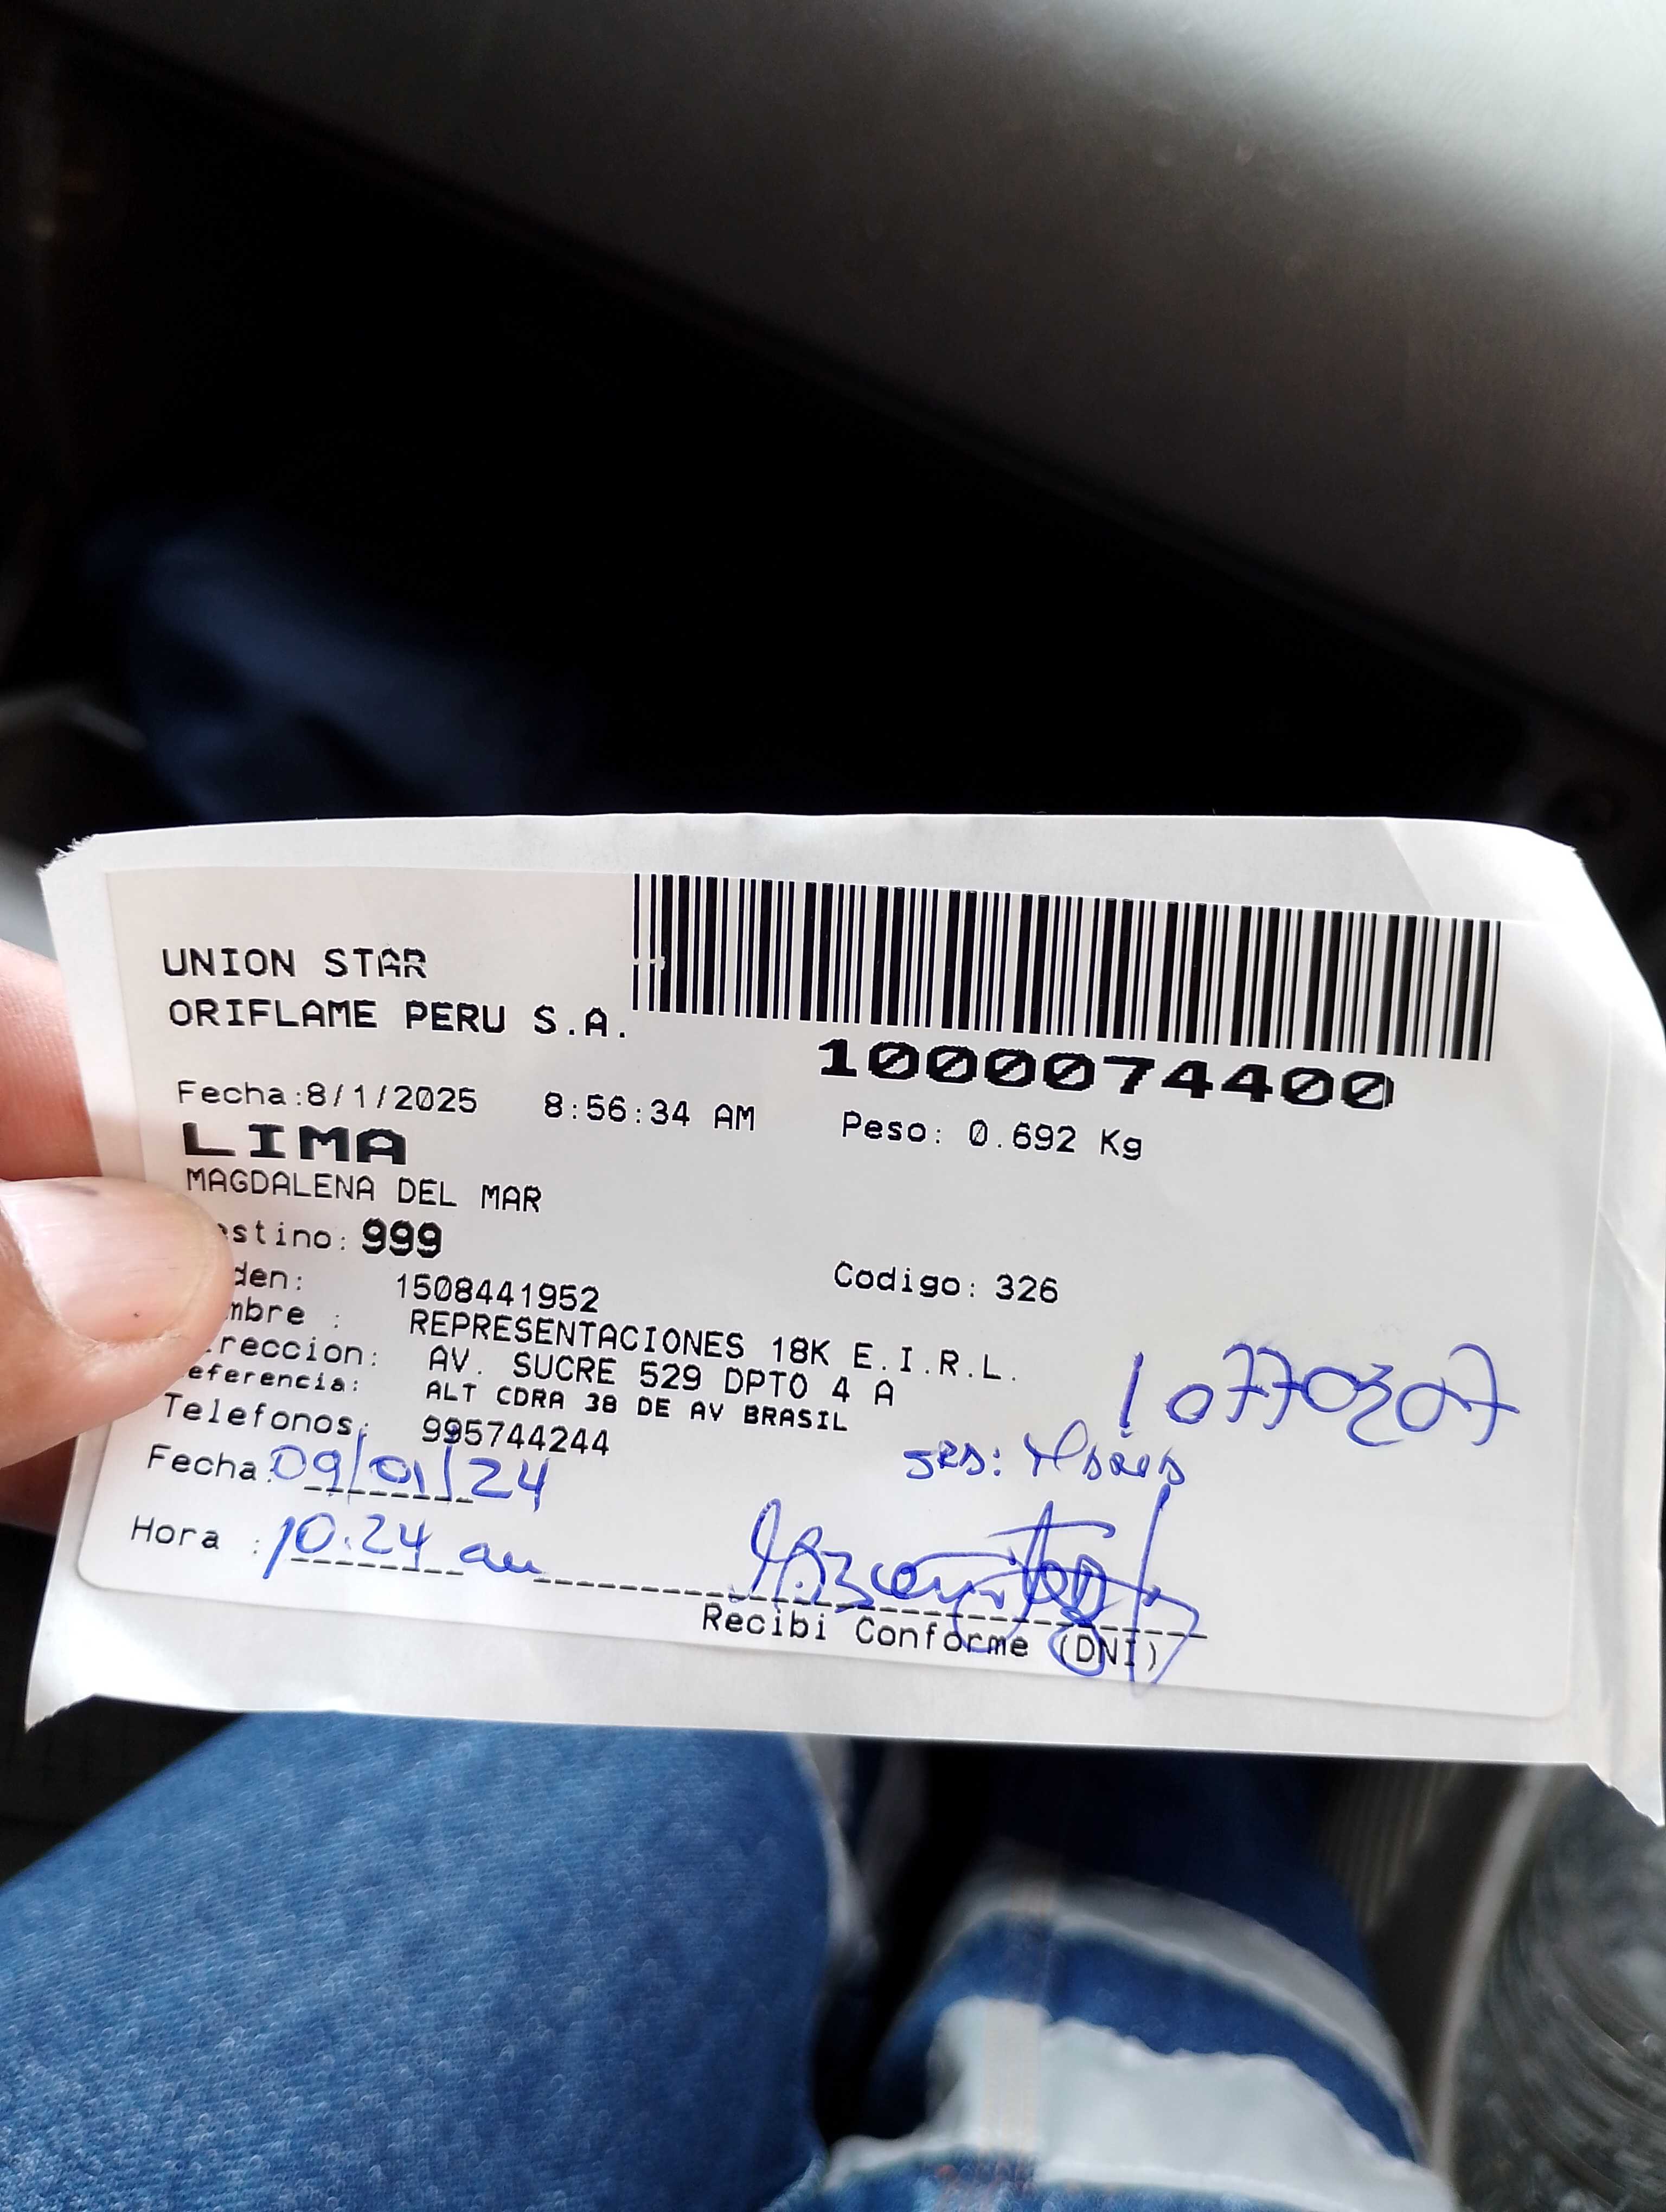 UNION STAR
ORIFLAME PERU S.A.
1000074400
Fecha:8/1/2025 8:56:34 AM Peso: 0.692 Kg
LIMA
MAGDALENA DEL MAR
estino: 999
den: 1508441952 Codigo: 326
mbre : REPRESENTACIONES 18K E.I.R.L.
reccion: AV. SUCRE 529 DPTO 4 A
eferencia: ALT CDRA 38 DE AV BRASIL
Telefonos: 995744244
10770307
Fecha: 09/01/24
Hora : 10.24 am
Recibi Conforme (DNI)